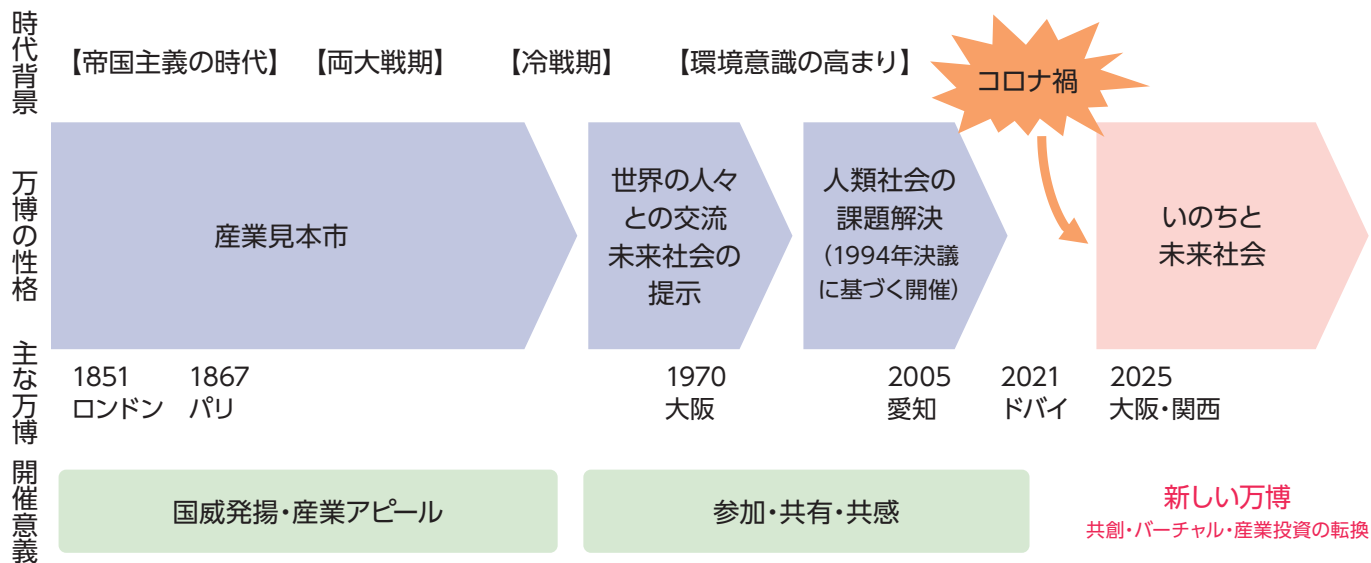 時代背景
【帝国主義の時代】 【両大戦期】 【冷戦期】 【環境意識の高まり】
コロナ禍
万博の性格
産業見本市
世界の人々
との交流
未来社会の
提示
人類社会の
課題解決
（1994年決議
に基づく開催）
いのちと
未来社会
主な万博
1851
ロンドン
1867
パリ
1970
大阪
2005
愛知
2021
ドバイ
2025
大阪・関西
開催意義
国威発揚・産業アピール
参加・共有・共感
新しい万博
共創・バーチャル・産業投資の転換